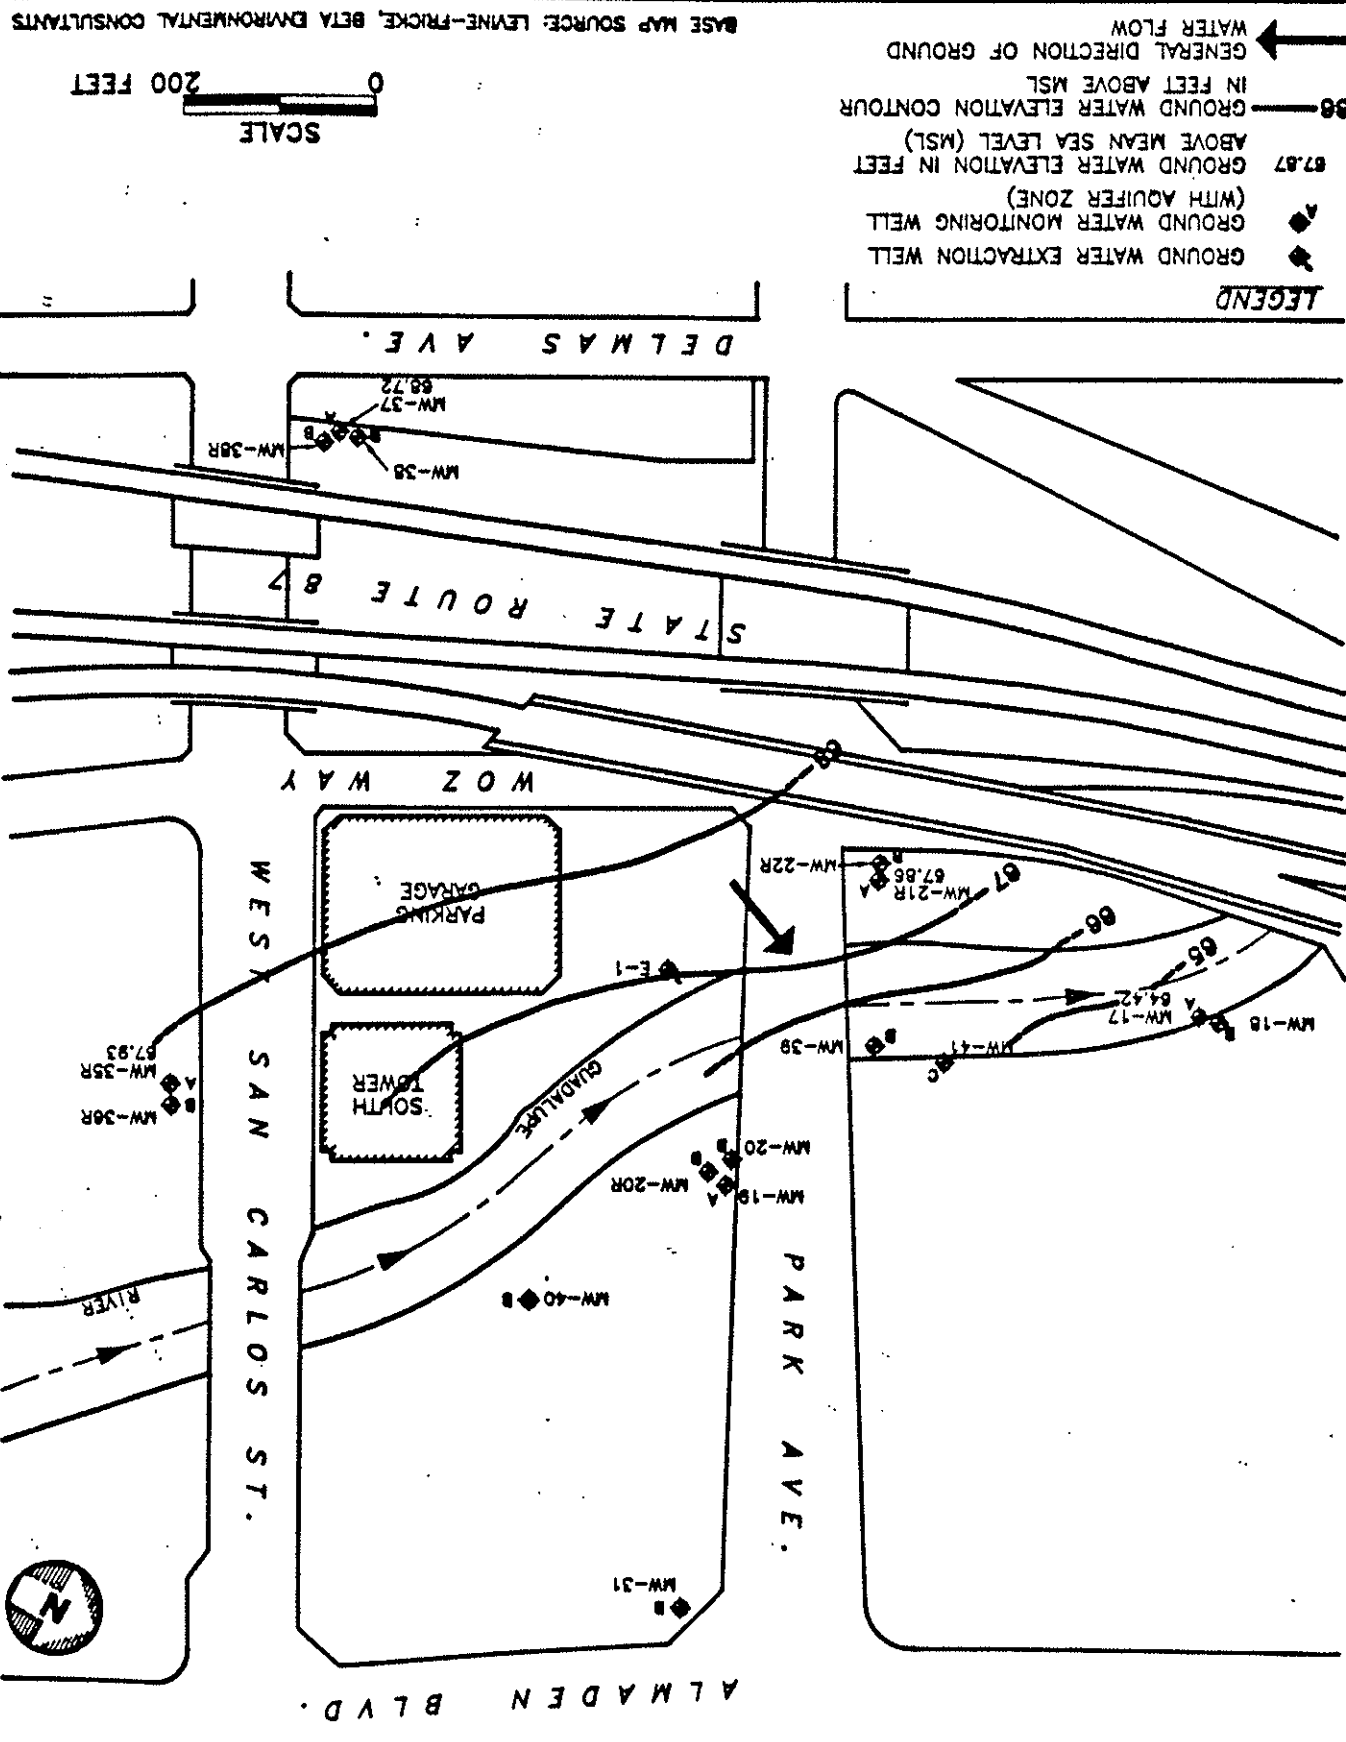 ALMADEN BLVD.
MW-31
B
N
MW-40
B
RIVER
WEST SAN CARLOS ST.
PARK AVE.
MW-19
A
MW-20R
B
MW-20
B
MW-36R
B
MW-35R
A
67.93
SOUTH
TOWER
GUADALUPE
MW-39
B
MW-41
C
MW-18
B
MW-17
A
64.42
65
66
67
E-1
MW-21R
A
67.86
MW-22R
B
PARKING
GARAGE
WOZ WAY
STATE ROUTE 87
MW-38
B
MW-38R
B
MW-37
A
68.72
DELMAS AVE.
LEGEND
GROUND WATER EXTRACTION WELL
A
GROUND WATER MONITORING WELL
(WITH AQUIFER ZONE)
67.87
GROUND WATER ELEVATION IN FEET
ABOVE MEAN SEA LEVEL (MSL)
GROUND WATER ELEVATION CONTOUR
IN FEET ABOVE MSL
GENERAL DIRECTION OF GROUND
WATER FLOW
SCALE
0 200 FEET
BASE MAP SOURCE: LEVINE-FRICKE, BETA ENVIRONMENTAL CONSULTANTS